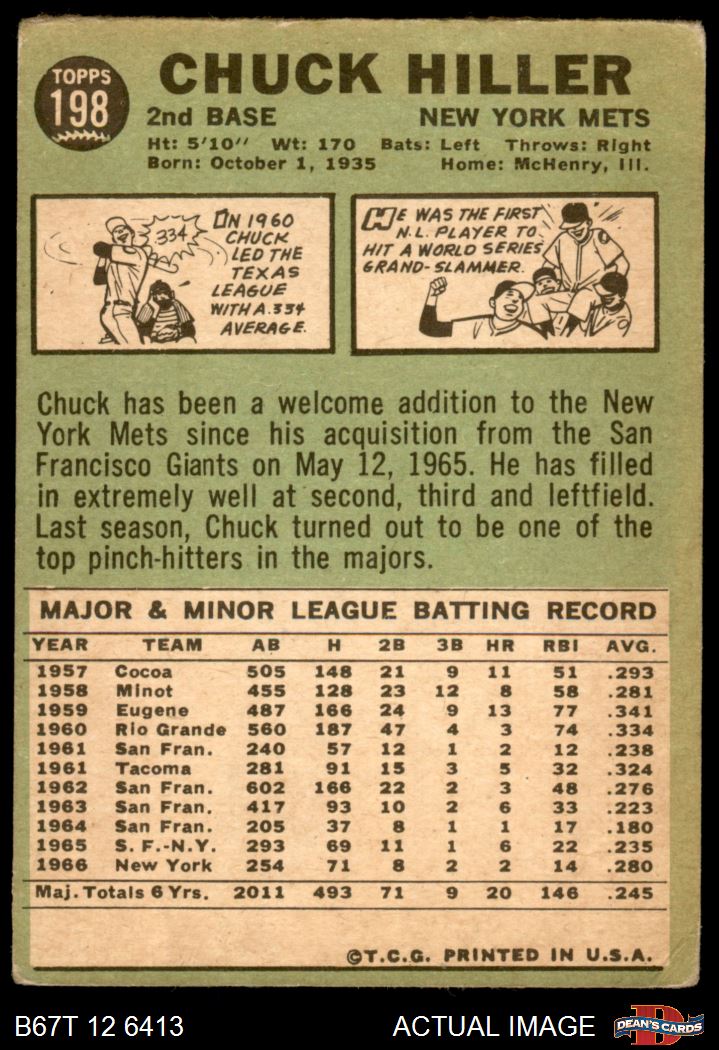 TOPPS
198
CHUCK HILLER
2nd BASE NEW YORK METS
Ht: 5'10" Wt: 170 Bats: Left Throws: Right
Born: October 1, 1935 Home: McHenry, Ill.
334
IN 1960
CHUCK
LED THE
TEXAS
LEAGUE
WITH A .334
AVERAGE.
HE WAS THE FIRST
N.L. PLAYER TO
HIT A WORLD SERIES
GRAND-SLAMMER.
Chuck has been a welcome addition to the New
York Mets since his acquisition from the San
Francisco Giants on May 12, 1965. He has filled
in extremely well at second, third and leftfield.
Last season, Chuck turned out to be one of the
top pinch-hitters in the majors.
MAJOR & MINOR LEAGUE BATTING RECORD
YEAR TEAM AB H 2B 3B HR RBI AVG.
1957 Cocoa 505 148 21 9 11 51 .293
1958 Minot 455 128 23 12 8 58 .281
1959 Eugene 487 166 24 9 13 77 .341
1960 Rio Grande 560 187 47 4 3 74 .334
1961 San Fran. 240 57 12 1 2 12 .238
1961 Tacoma 281 91 15 3 5 32 .324
1962 San Fran. 602 166 22 2 3 48 .276
1963 San Fran. 417 93 10 2 6 33 .223
1964 San Fran. 205 37 8 1 1 17 .180
1965 S. F.-N.Y. 293 69 11 1 6 22 .235
1966 New York 254 71 8 2 2 14 .280
Maj. Totals 6 Yrs. 2011 493 71 9 20 146 .245
©T.C.G. PRINTED IN U.S.A.
B67T 12 6413 ACTUAL IMAGE D DEAN'S CARDS